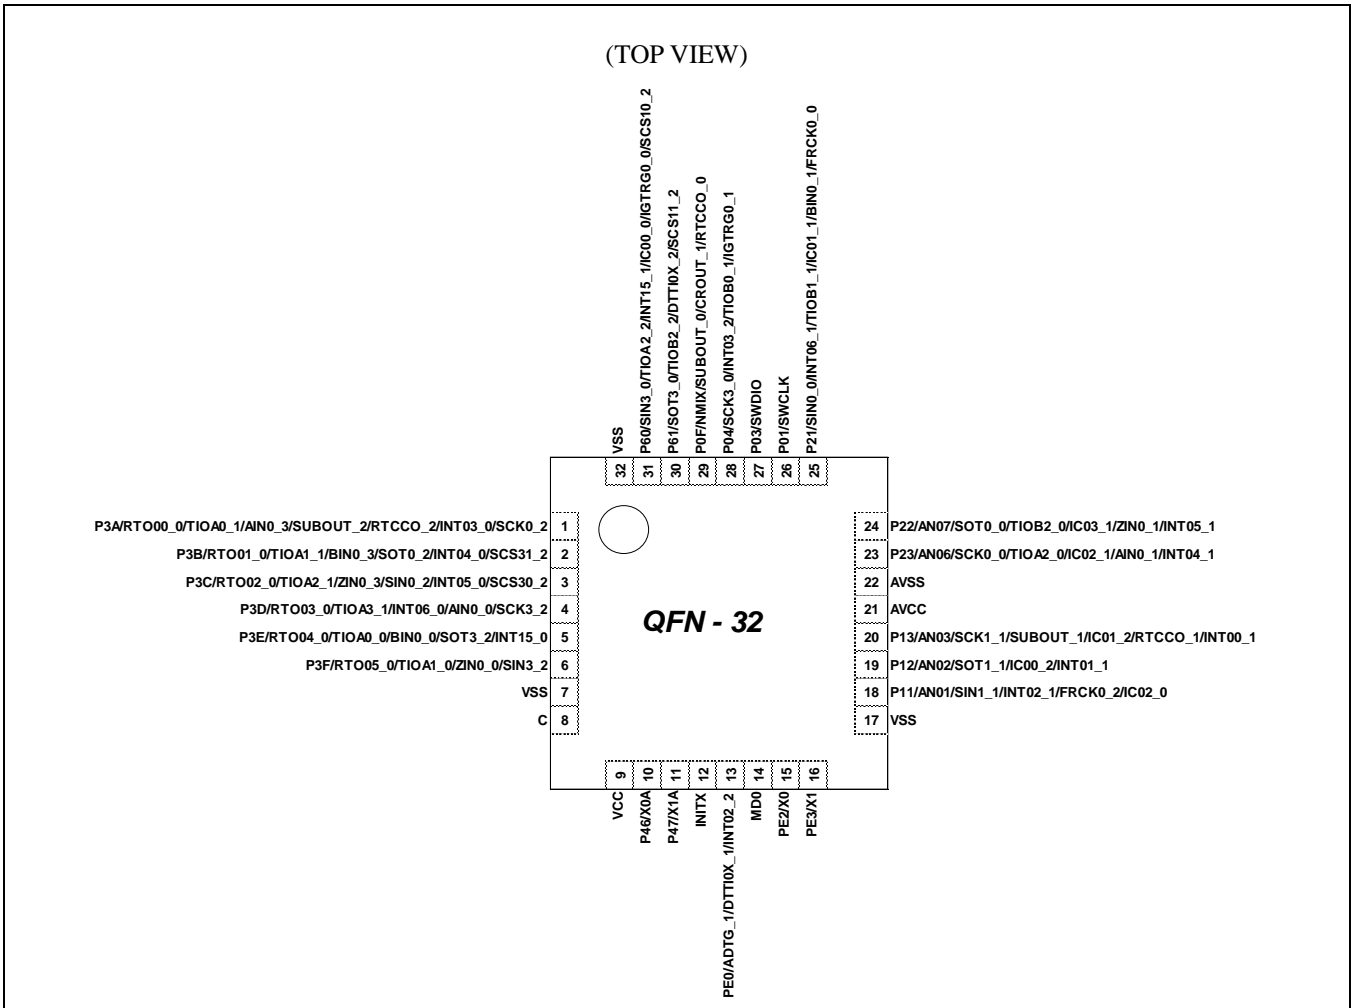 (TOP VIEW)
VSS
P60/SIN3_0/TIOA2_2/INT15_1/IC00_0/IGTRG0_0/SCS10_2
P61/SOT3_0/TIOB2_2/DTTI0X_2/SCS11_2
P0F/NMIX/SUBOUT_0/CROUT_1/RTCCO_0
P04/SCK3_0/INT03_2/TIOB0_1/IGTRG0_1
P03/SWDIO
P01/SWCLK
P21/SIN0_0/INT06_1/TIOB1_1/IC01_1/BIN0_1/FRCK0_0
32 31 30 29 28 27 26 25
P3A/RTO00_0/TIOA0_1/AIN0_3/SUBOUT_2/RTCCO_2/INT03_0/SCK0_2 1
P3B/RTO01_0/TIOA1_1/BIN0_3/SOT0_2/INT04_0/SCS31_2 2
P3C/RTO02_0/TIOA2_1/ZIN0_3/SIN0_2/INT05_0/SCS30_2 3
P3D/RTO03_0/TIOA3_1/INT06_0/AIN0_0/SCK3_2 4
P3E/RTO04_0/TIOA0_0/BIN0_0/SOT3_2/INT15_0 5
P3F/RTO05_0/TIOA1_0/ZIN0_0/SIN3_2 6
VSS 7
C 8
QFN - 32
24 P22/AN07/SOT0_0/TIOB2_0/IC03_1/ZIN0_1/INT05_1
23 P23/AN06/SCK0_0/TIOA2_0/IC02_1/AIN0_1/INT04_1
22 AVSS
21 AVCC
20 P13/AN03/SCK1_1/SUBOUT_1/IC01_2/RTCCO_1/INT00_1
19 P12/AN02/SOT1_1/IC00_2/INT01_1
18 P11/AN01/SIN1_1/INT02_1/FRCK0_2/IC02_0
17 VSS
9 10 11 12 13 14 15 16
VCC
P46/X0A
P47/X1A
INITX
PE0/ADTG_1/DTTI0X_1/INT02_2
MD0
PE2/X0
PE3/X1